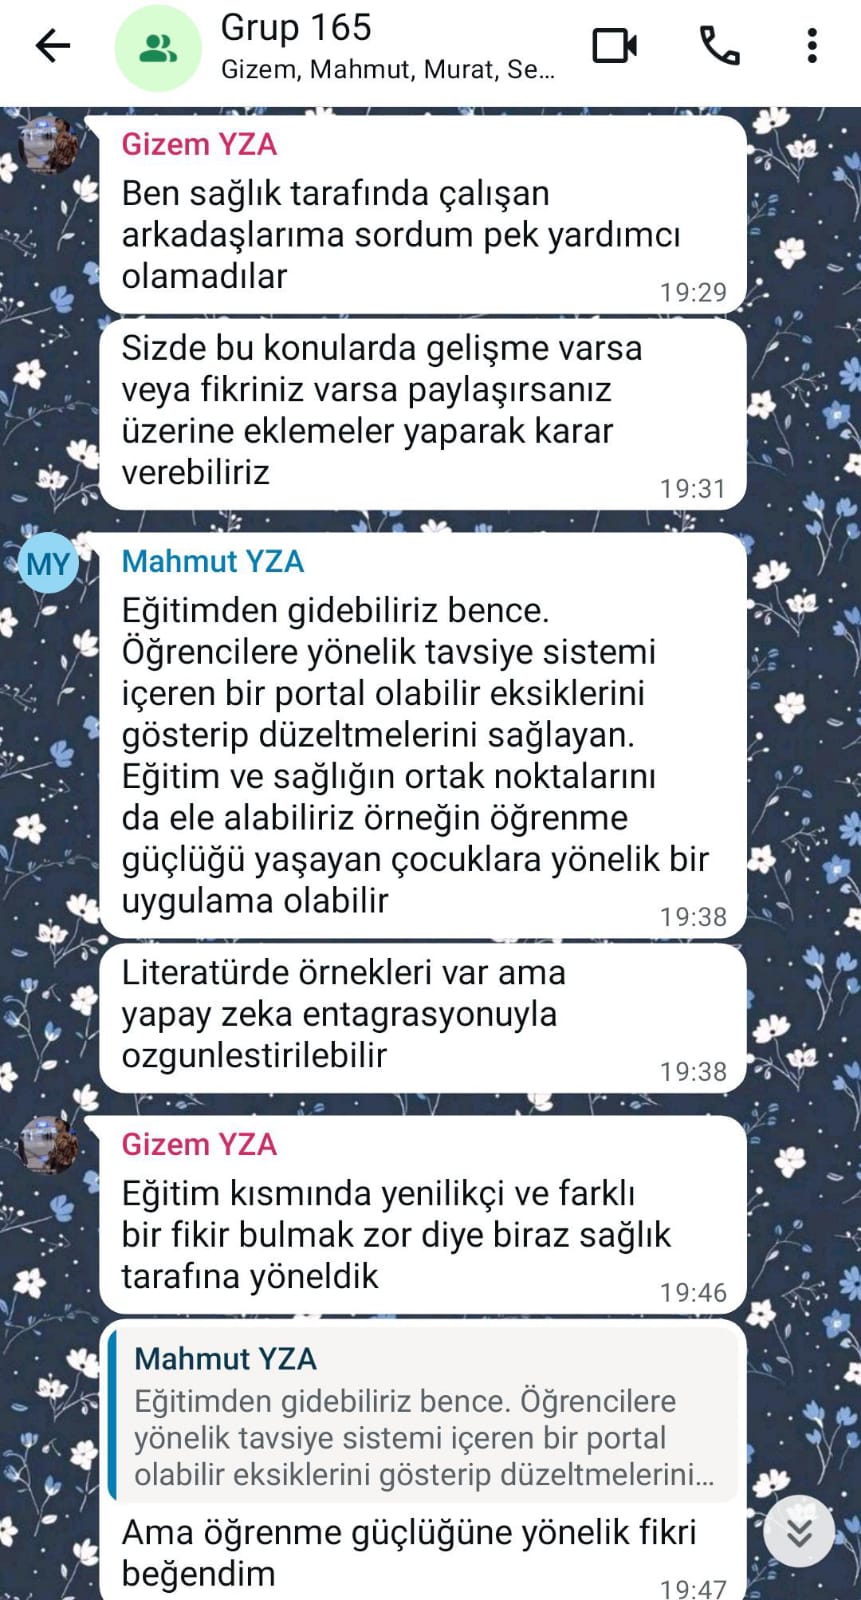 Grup 165
Gizem, Mahmut, Murat, Se...
Gizem YZA
Ben sağlık tarafında çalışan
arkadaşlarıma sordum pek yardımcı
olamadılar
19:29
Sizde bu konularda gelişme varsa
veya fikriniz varsa paylaşırsanız
üzerine eklemeler yaparak karar
verebiliriz
19:31
MY
Mahmut YZA
Eğitimden gidebiliriz bence.
Öğrencilere yönelik tavsiye sistemi
içeren bir portal olabilir eksiklerini
gösterip düzeltmelerini sağlayan.
Eğitim ve sağlığın ortak noktalarını
da ele alabiliriz örneğin öğrenme
güçlüğü yaşayan çocuklara yönelik bir
uygulama olabilir
19:38
Literatürde örnekleri var ama
yapay zeka entagrasyonuyla
ozgunlestirilebilir
19:38
Gizem YZA
Eğitim kısmında yenilikçi ve farklı
bir fikir bulmak zor diye biraz sağlık
tarafına yöneldik
19:46
Mahmut YZA
Eğitimden gidebiliriz bence. Öğrencilere
yönelik tavsiye sistemi içeren bir portal
olabilir eksiklerini gösterip düzeltmelerini...
Ama öğrenme güçlüğüne yönelik fikri
beğendim
19:47